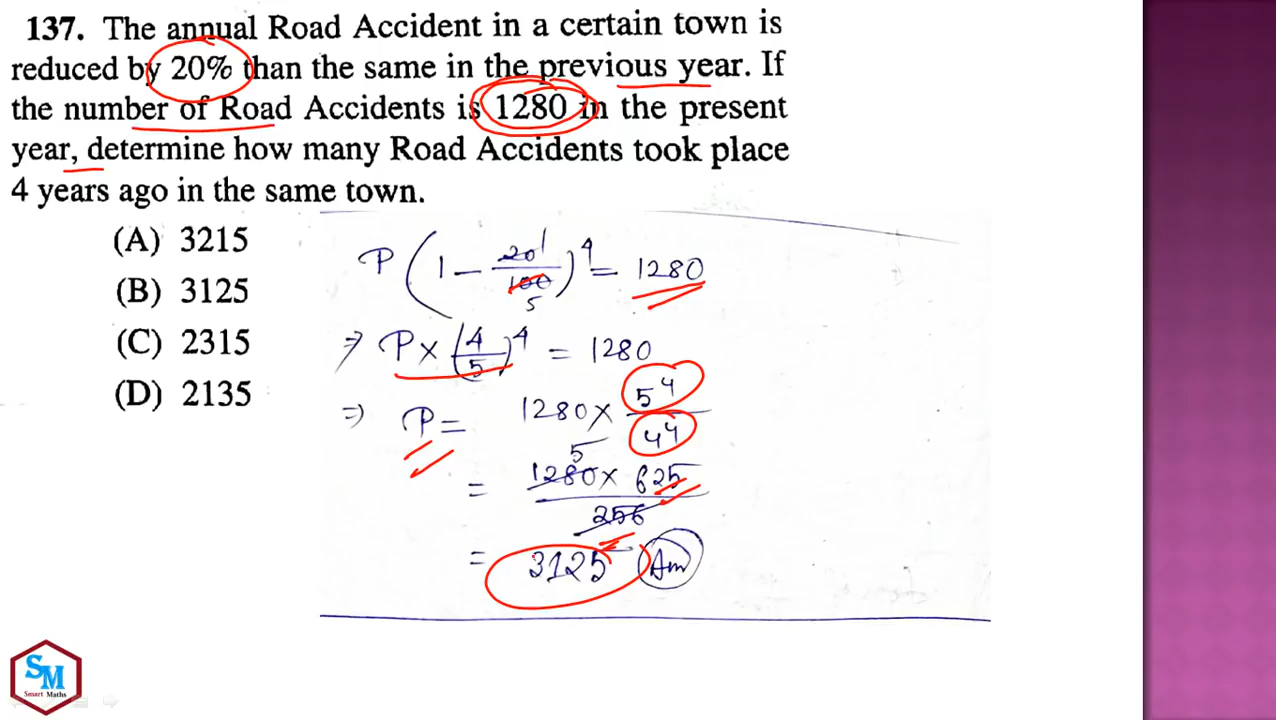 137. The annual Road Accident in a certain town is
reduced by 20% than the same in the previous year. If
the number of Road Accidents is 1280 in the present
year, determine how many Road Accidents took place
4 years ago in the same town.
(A) 3215
(B) 3125
(C) 2315
(D) 2135
P(1 - 20/100)^4 = 1280
1
5
⇒ P × (4/5)^4 = 1280
⇒ P = 1280 × 5^4/4^4
5
= 1280 × 625/256
= 3125 Ans
SM
Smart Maths